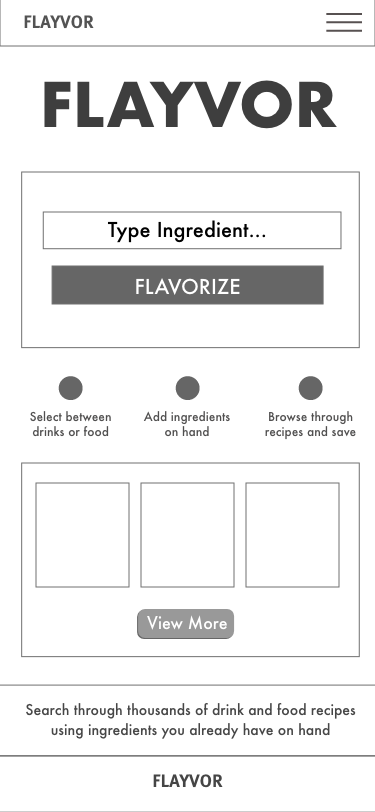 FLAYVOR
FLAYVOR
Type Ingredient...
FLAVORIZE
Select between
drinks or food
Add ingredients
on hand
Browse through
recipes and save
View More
Search through thousands of drink and food recipes
using ingredients you already have on hand
FLAYVOR